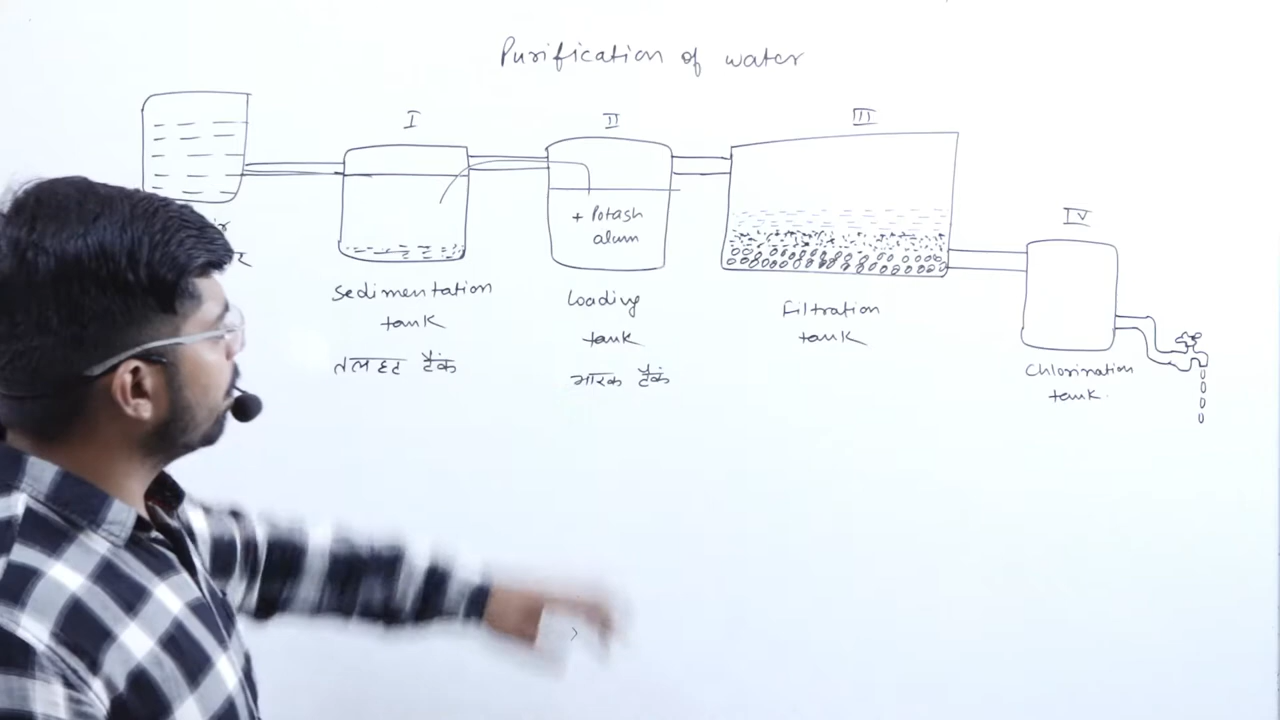 Purification of water
I
II
III
IV
+ Potash
alum
Sedimentation
tank
तलछट टैंक
Loading
tank
भारक टैंक
Filtration
tank
Chlorination
tank.